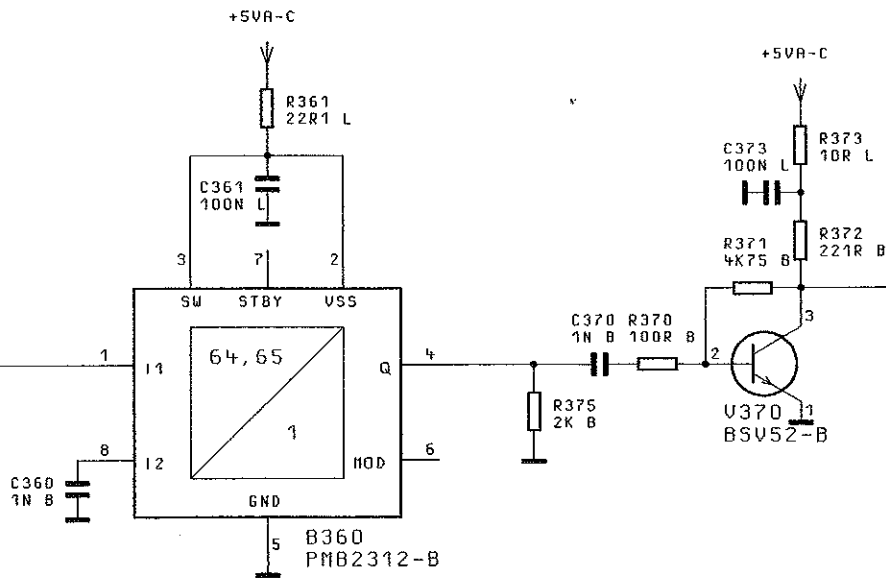 +5VA-C
R361
22R1 L
C361
100N L
3
7
2
SW
STBY
VSS
1
I1
64,65
1
Q
4
8
I2
MOD
6
C360
1N B
GND
5
B360
PMB2312-B
C370
1N B
R370
100R B
R375
2K B
+5VA-C
C373
100N L
R373
10R L
R371
4K75 B
R372
221R B
2
3
1
V370
BSV52-B